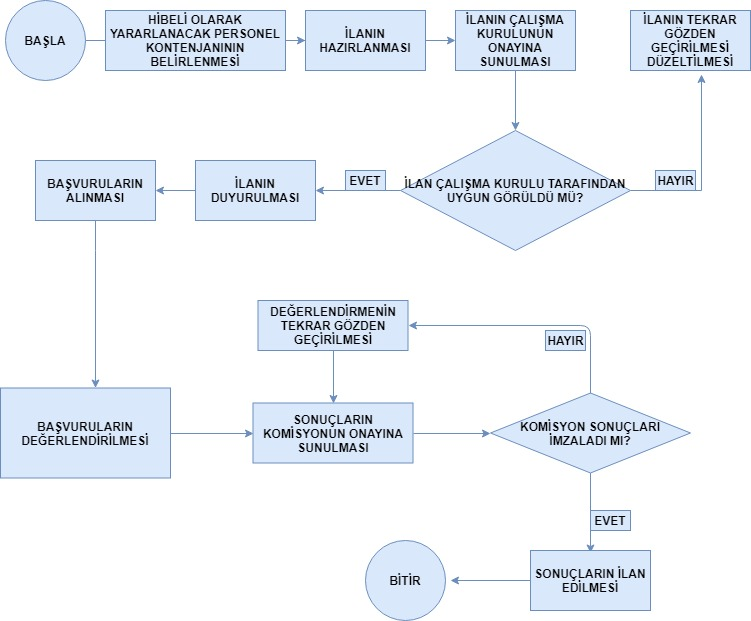 BAŞLA
HİBELİ OLARAK
YARARLANACAK PERSONEL
KONTENJANININ
BELİRLENMESİ
İLANIN
HAZIRLANMASI
İLANIN ÇALIŞMA
KURULUNUN
ONAYINA
SUNULMASI
İLANIN TEKRAR
GÖZDEN
GEÇİRİLMESİ
DÜZELTİLMESİ
İLAN ÇALIŞMA KURULU TARAFINDAN
UYGUN GÖRÜLDÜ MÜ?
HAYIR
EVET
İLANIN
DUYURULMASI
BAŞVURULARIN
ALINMASI
BAŞVURULARIN
DEĞERLENDİRİLMESİ
DEĞERLENDİRMENİN
TEKRAR GÖZDEN
GEÇİRİLMESİ
SONUÇLARIN
KOMİSYONUN ONAYINA
SUNULMASI
KOMİSYON SONUÇLARI
İMZALADI MI?
HAYIR
EVET
SONUÇLARIN İLAN
EDİLMESİ
BİTİR